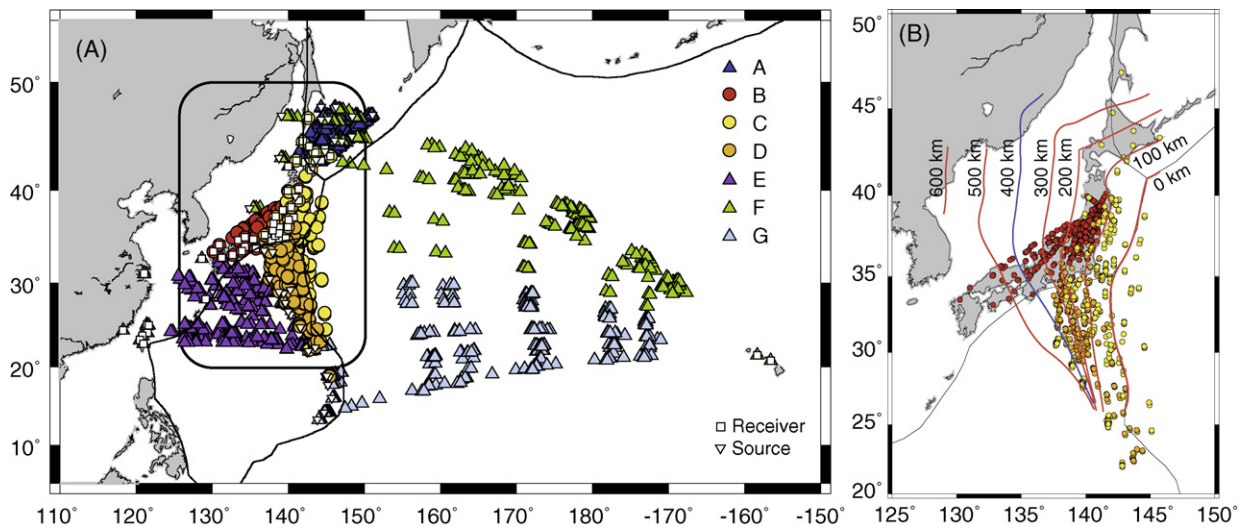 (A)
50°
40°
30°
20°
10°
110° 120° 130° 140° 150° 160° 170° 180° -170° -160° -150°
A
B
C
D
E
F
G
Receiver
Source
(B)
45°
40°
35°
30°
25°
20°
125° 130° 135° 140° 145° 150°
600 km
500 km
400 km
300 km
200 km
100 km
0 km